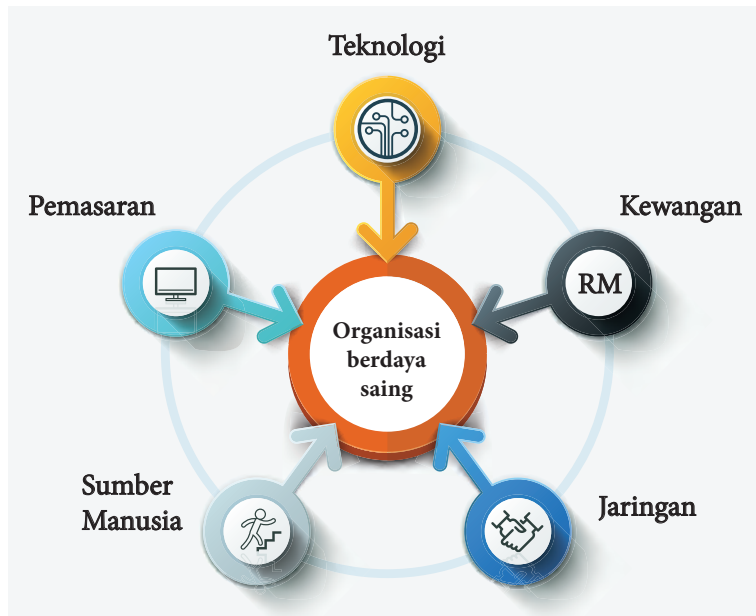 Teknologi
Pemasaran
Kewangan
RM
Organisasi
berdaya
saing
Sumber
Manusia
Jaringan